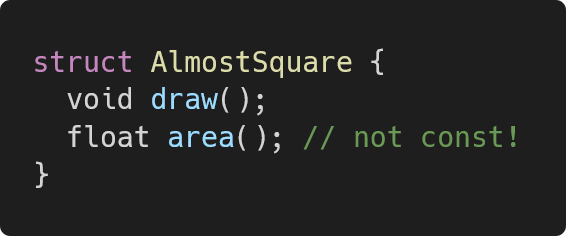 struct AlmostSquare {
  void draw();
  float area(); // not const!
}